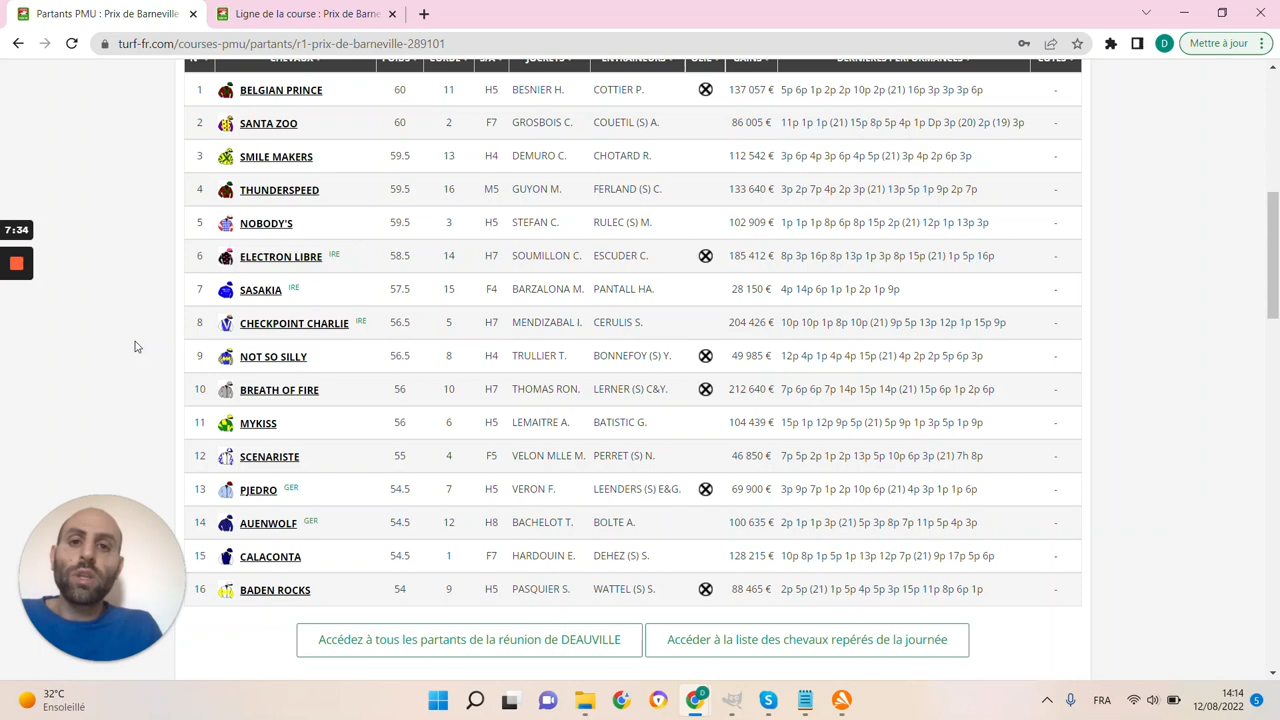 Partants PMU : Prix de Barneville
Ligne de la course : Prix de Barne
turf-fr.com/courses-pmu/partants/r1-prix-de-barneville-289101
D
Mettre à jour
N° CHEVAUX POIDS CORDE S/A JOCKEYS ENTRAINEURS ŒIL GAINS DERNIÈRES PERFORMANCES COTES
1 BELGIAN PRINCE 60 11 H5 BESNIER H. COTTIER P. 137 057 € 5p 6p 1p 2p 2p 10p 2p (21) 16p 3p 3p 3p 6p -
2 SANTA ZOO 60 2 F7 GROSBOIS C. COUETIL (S) A. 86 005 € 11p 1p 1p (21) 15p 8p 5p 4p 1p Dp 3p (20) 2p (19) 3p -
3 SMILE MAKERS 59.5 13 H4 DEMURO C. CHOTARD R. 112 542 € 3p 6p 4p 3p 6p 4p 5p (21) 3p 4p 2p 6p 3p -
4 THUNDERSPEED 59.5 16 M5 GUYON M. FERLAND (S) C. 133 640 € 3p 2p 7p 4p 2p 3p (21) 13p 5p 1p 9p 2p 7p -
5 NOBODY'S 59.5 3 H5 STEFAN C. RULEC (S) M. 102 909 € 1p 1p 1p 8p 6p 8p 15p 2p (21) 12p 1p 13p 3p -
6 ELECTRON LIBRE IRE 58.5 14 H7 SOUMILLON C. ESCUDER C. 185 412 € 8p 3p 16p 8p 13p 1p 3p 8p 15p (21) 1p 5p 16p -
7 SASAKIA IRE 57.5 15 F4 BARZALONA M. PANTALL HA. 28 150 € 4p 14p 6p 1p 1p 2p 1p 9p -
8 CHECKPOINT CHARLIE IRE 56.5 5 H7 MENDIZABAL I. CERULIS S. 204 426 € 10p 10p 1p 8p 10p (21) 9p 5p 13p 12p 1p 15p 9p -
9 NOT SO SILLY 56.5 8 H4 TRULLIER T. BONNEFOY (S) Y. 49 985 € 12p 4p 1p 4p 4p 15p (21) 4p 2p 2p 5p 6p 3p -
10 BREATH OF FIRE 56 10 H7 THOMAS RON. LERNER (S) C&Y. 212 640 € 7p 6p 6p 7p 14p 15p 14p (21) 15p 6p 1p 2p 6p -
11 MYKISS 56 6 H5 LEMAITRE A. BATISTIC G. 104 439 € 15p 1p 12p 9p 5p (21) 5p 9p 1p 3p 5p 1p 9p -
12 SCENARISTE 55 4 F5 VELON MLLE M. PERRET (S) N. 46 850 € 7p 5p 2p 1p 2p 13p 5p 10p 6p 3p (21) 7h 8p -
13 PJEDRO GER 54.5 7 H5 VERON F. LEENDERS (S) E&G. 69 900 € 3p 9p 7p 1p 2p 10p 6p (21) 4p 3p 1p 1p 6p -
14 AUENWOLF GER 54.5 12 H8 BACHELOT T. BOLTE A. 100 635 € 2p 1p 1p 3p (21) 5p 3p 8p 7p 11p 5p 4p 3p -
15 CALACONTA 54.5 1 F7 HARDOUIN E. DEHEZ (S) S. 128 215 € 10p 8p 1p 5p 1p 13p 12p 7p (21) 9p 17p 5p 6p -
16 BADEN ROCKS 54 9 H5 PASQUIER S. WATTEL (S) S. 88 465 € 2p 5p (21) 1p 5p 4p 5p 3p 15p 11p 8p 6p 1p -
7:34
Accédez à tous les partants de la réunion de DEAUVILLE
Accéder à la liste des chevaux repérés de la journée
32°C
Ensoleillé
D
FRA
14:14
12/08/2022
5